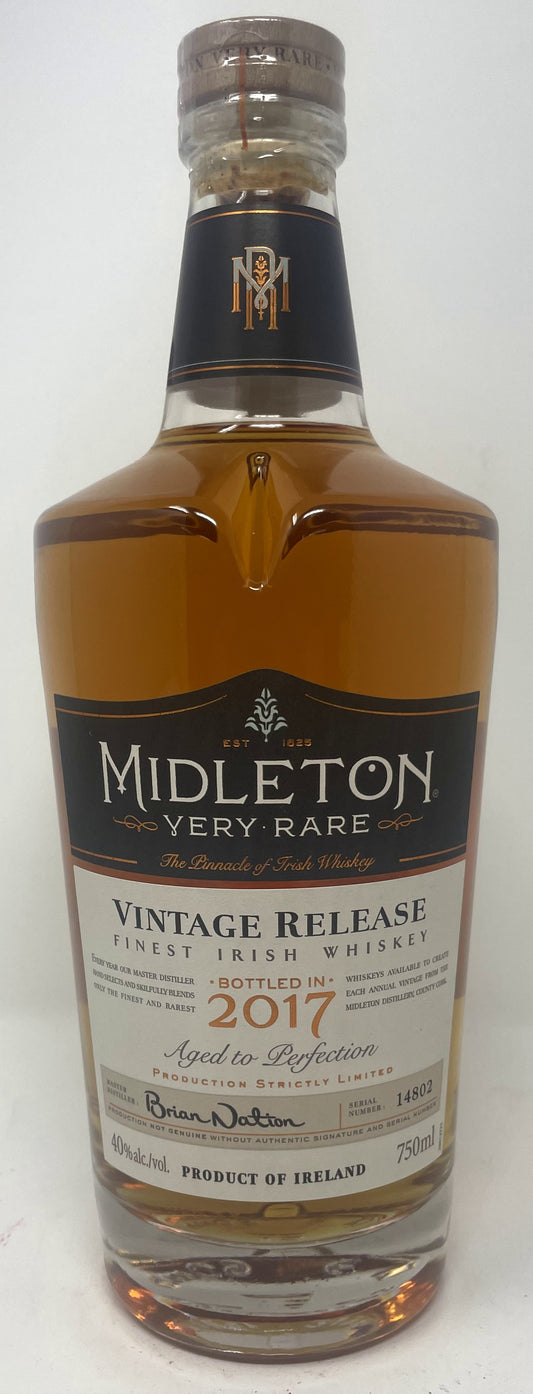 N VERY RARE
EST 1825
MIDLETON®
VERY · RARE
The Pinnacle of Irish Whiskey
VINTAGE RELEASE
FINEST IRISH WHISKEY
EVERY YEAR OUR MASTER DISTILLER
HAND SELECTS AND SKILFULLY BLENDS
ONLY THE FINEST AND RAREST
· BOTTLED IN ·
2017
WHISKEYS AVAILABLE TO CREATE
EACH ANNUAL VINTAGE FROM THE
MIDLETON DISTILLERY, COUNTY CORK.
Aged to Perfection
PRODUCTION STRICTLY LIMITED
MASTER
DISTILLER: Brian Nation
SERIAL
NUMBER: 14802
PRODUCTION NOT GENUINE WITHOUT AUTHENTIC SIGNATURE AND SERIAL NUMBER
40%alc./vol. PRODUCT OF IRELAND 750ml